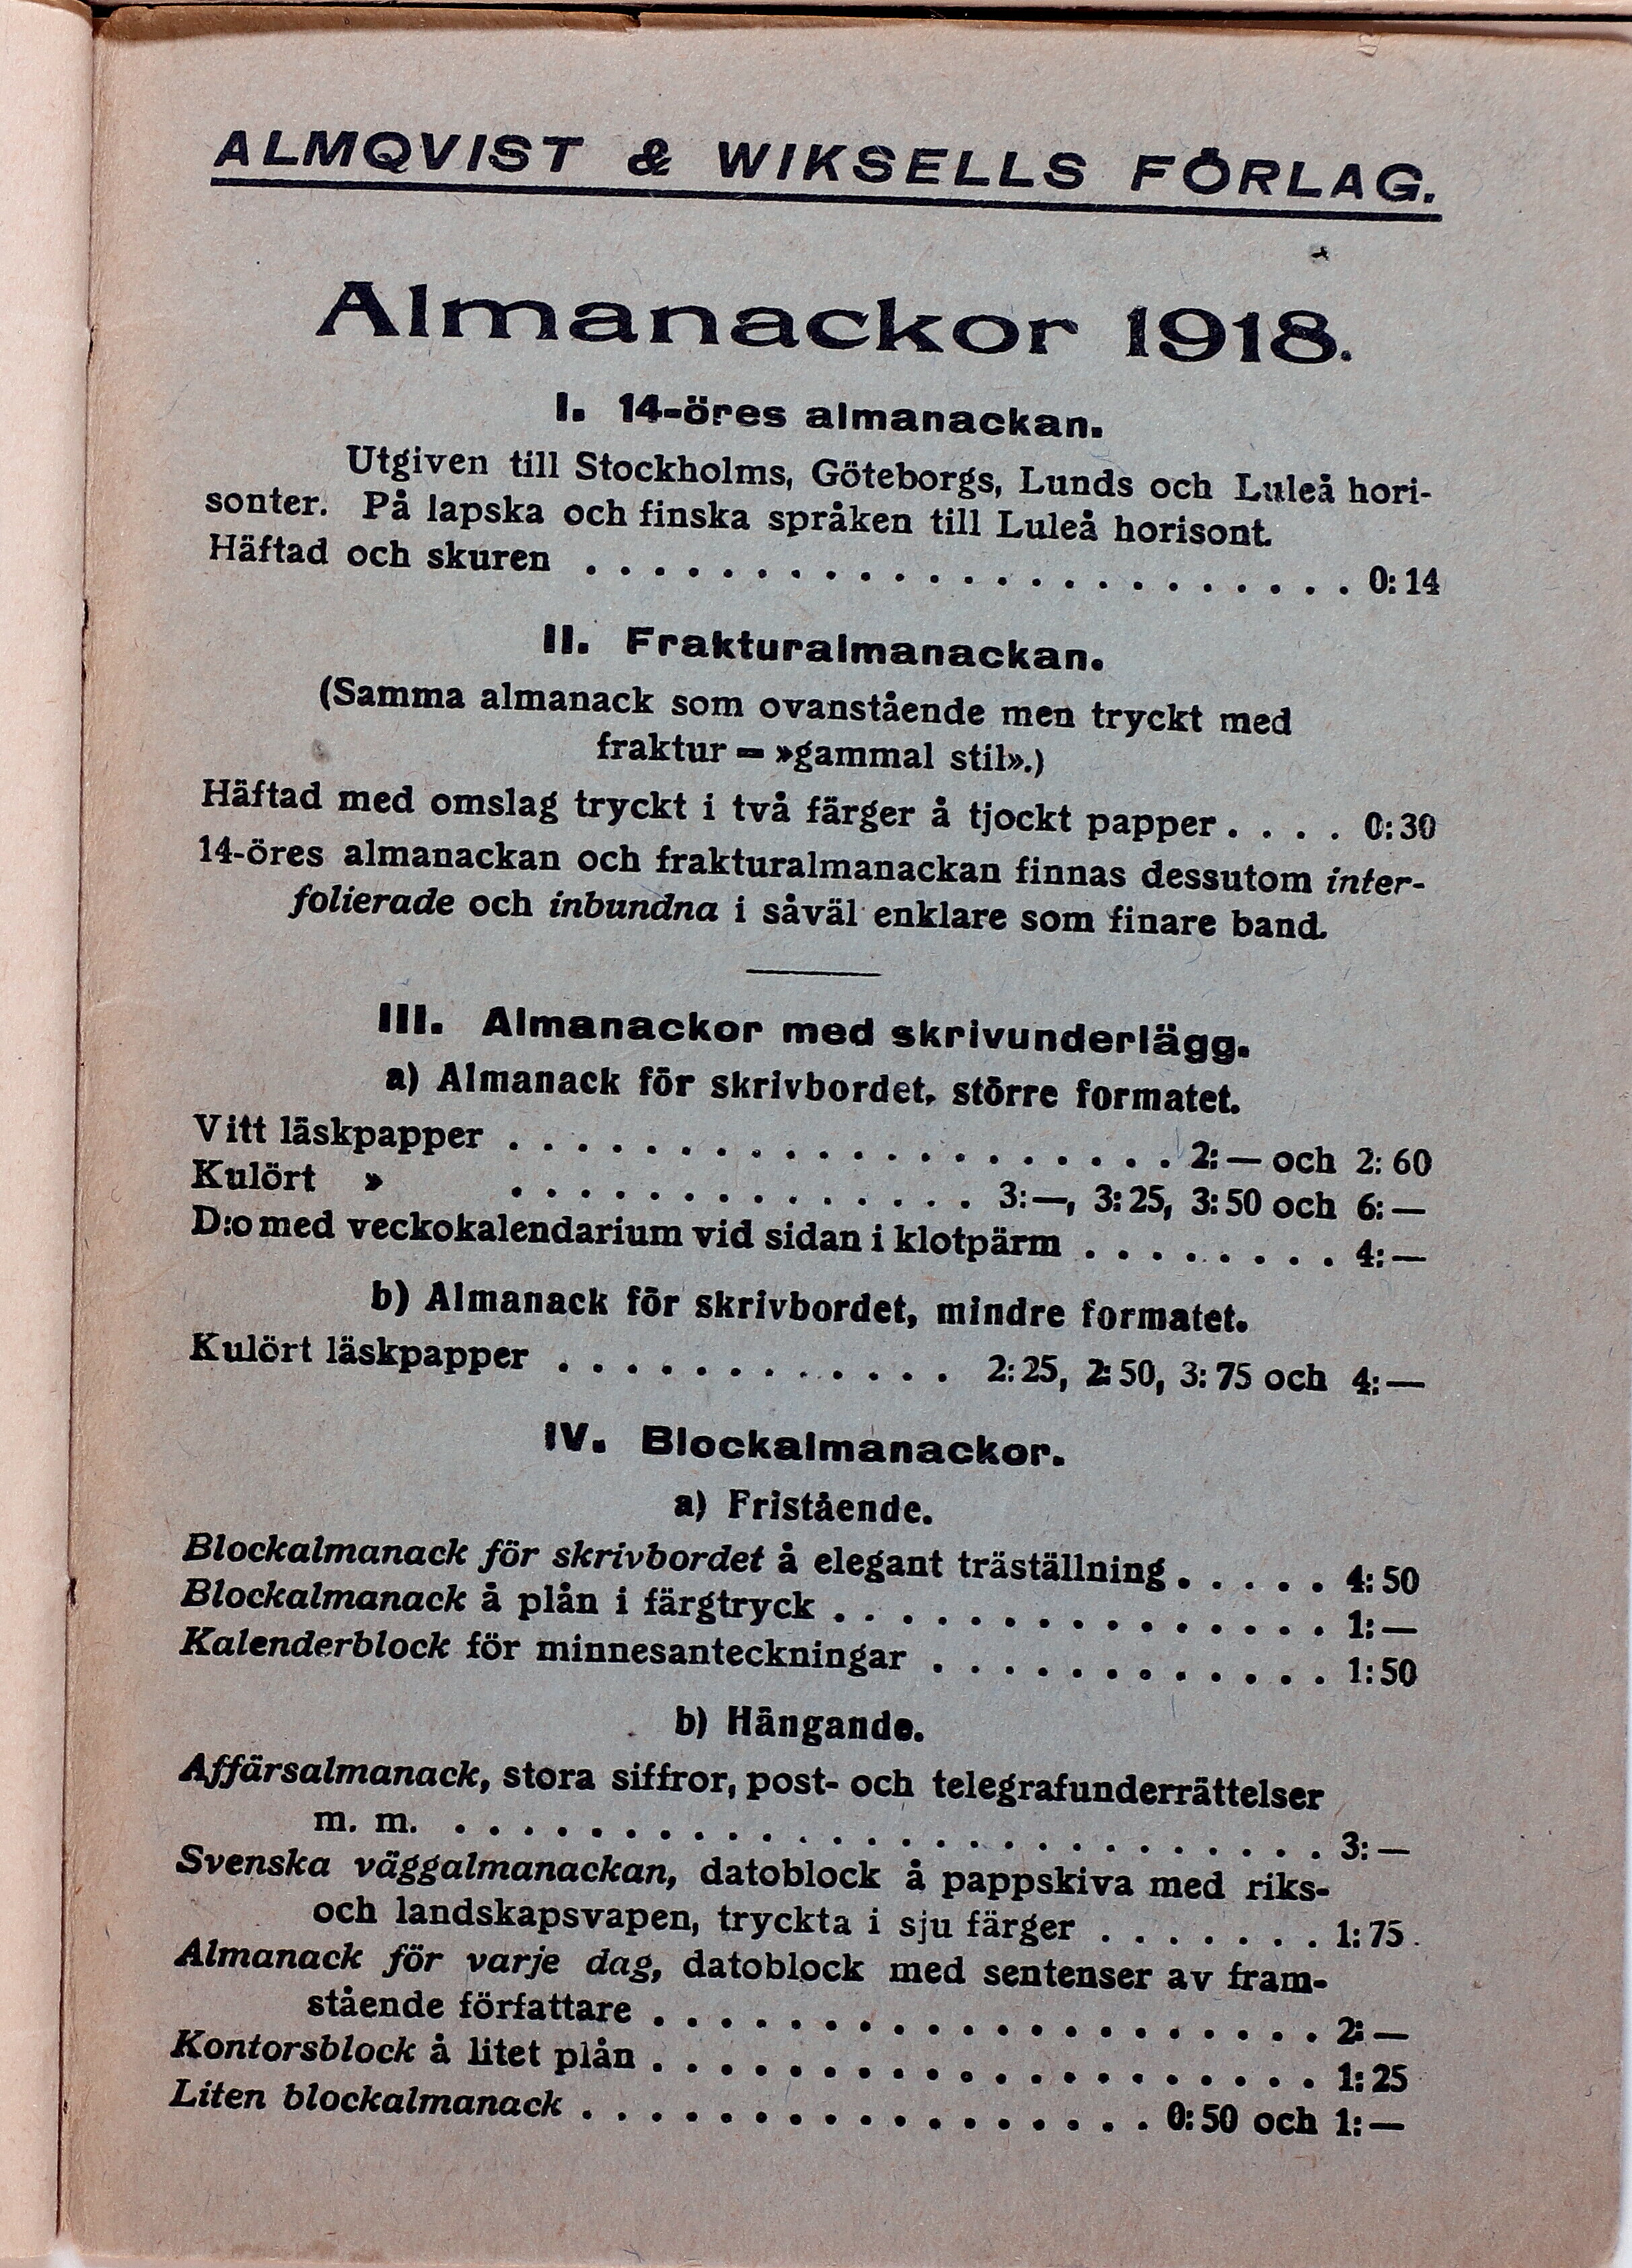 ALMQVIST & WIKSELLS FÖRLAG.
Almanackor 1918.
I. 14-öres almanackan.
Utgiven till Stockholms, Göteborgs, Lunds och Luleå hori-
sonter. På lapska och finska språken till Luleå horisont.
Häftad och skuren . . . . . . . . . . . . . . . . . . . . . . . 0: 14
II. Frakturalmanackan.
(Samma almanack som ovanstående men tryckt med
fraktur = »gammal stil».)
Häftad med omslag tryckt i två färger å tjockt papper . . . . 0: 30
14-öres almanackan och frakturalmanackan finnas dessutom inter-
folierade och inbundna i såväl enklare som finare band.
III. Almanackor med skrivunderlägg.
a) Almanack för skrivbordet, större formatet.
Vitt läskpapper . . . . . . . . . . . . . . . . . . . . 2: — och 2: 60
Kulört » . . . . . . . . . . . . . . 3: —, 3: 25, 3: 50 och 6: —
D:o med veckokalendarium vid sidan i klotpärm . . . . . . . . 4: —
b) Almanack för skrivbordet, mindre formatet.
Kulört läskpapper . . . . . . . . . . . . 2: 25, 2: 50, 3: 75 och 4: —
IV. Blockalmanackor.
a) Fristående.
Blockalmanack för skrivbordet å elegant träställning . . . . . 4: 50
Blockalmanack å plån i färgtryck . . . . . . . . . . . . . . . 1: —
Kalenderblock för minnesanteckningar . . . . . . . . . . . . 1: 50
b) Hängande.
Affärsalmanack, stora siffror, post- och telegrafunderrättelser
m. m. . . . . . . . . . . . . . . . . . . . . . . . . . . 3: —
Svenska väggalmanackan, datoblock å pappskiva med riks-
och landskapsvapen, tryckta i sju färger . . . . . . . 1: 75
Almanack för varje dag, datoblock med sentenser av fram-
stående författare . . . . . . . . . . . . . . . . . . . . 2: —
Kontorsblock å litet plån . . . . . . . . . . . . . . . . . . . . 1: 25
Liten blockalmanack . . . . . . . . . . . . . . . . . 0: 50 och 1: —